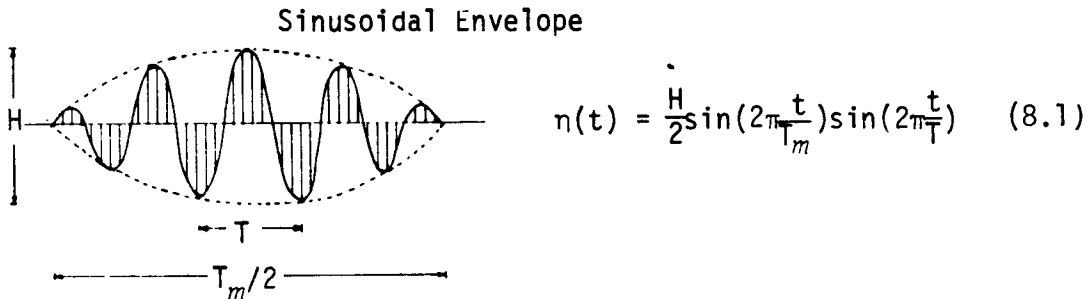 Sinusoidal Envelope
H
η(t) = H/2 sin(2π t/T_m)sin(2π t/T) (8.1)
T
T_m/2